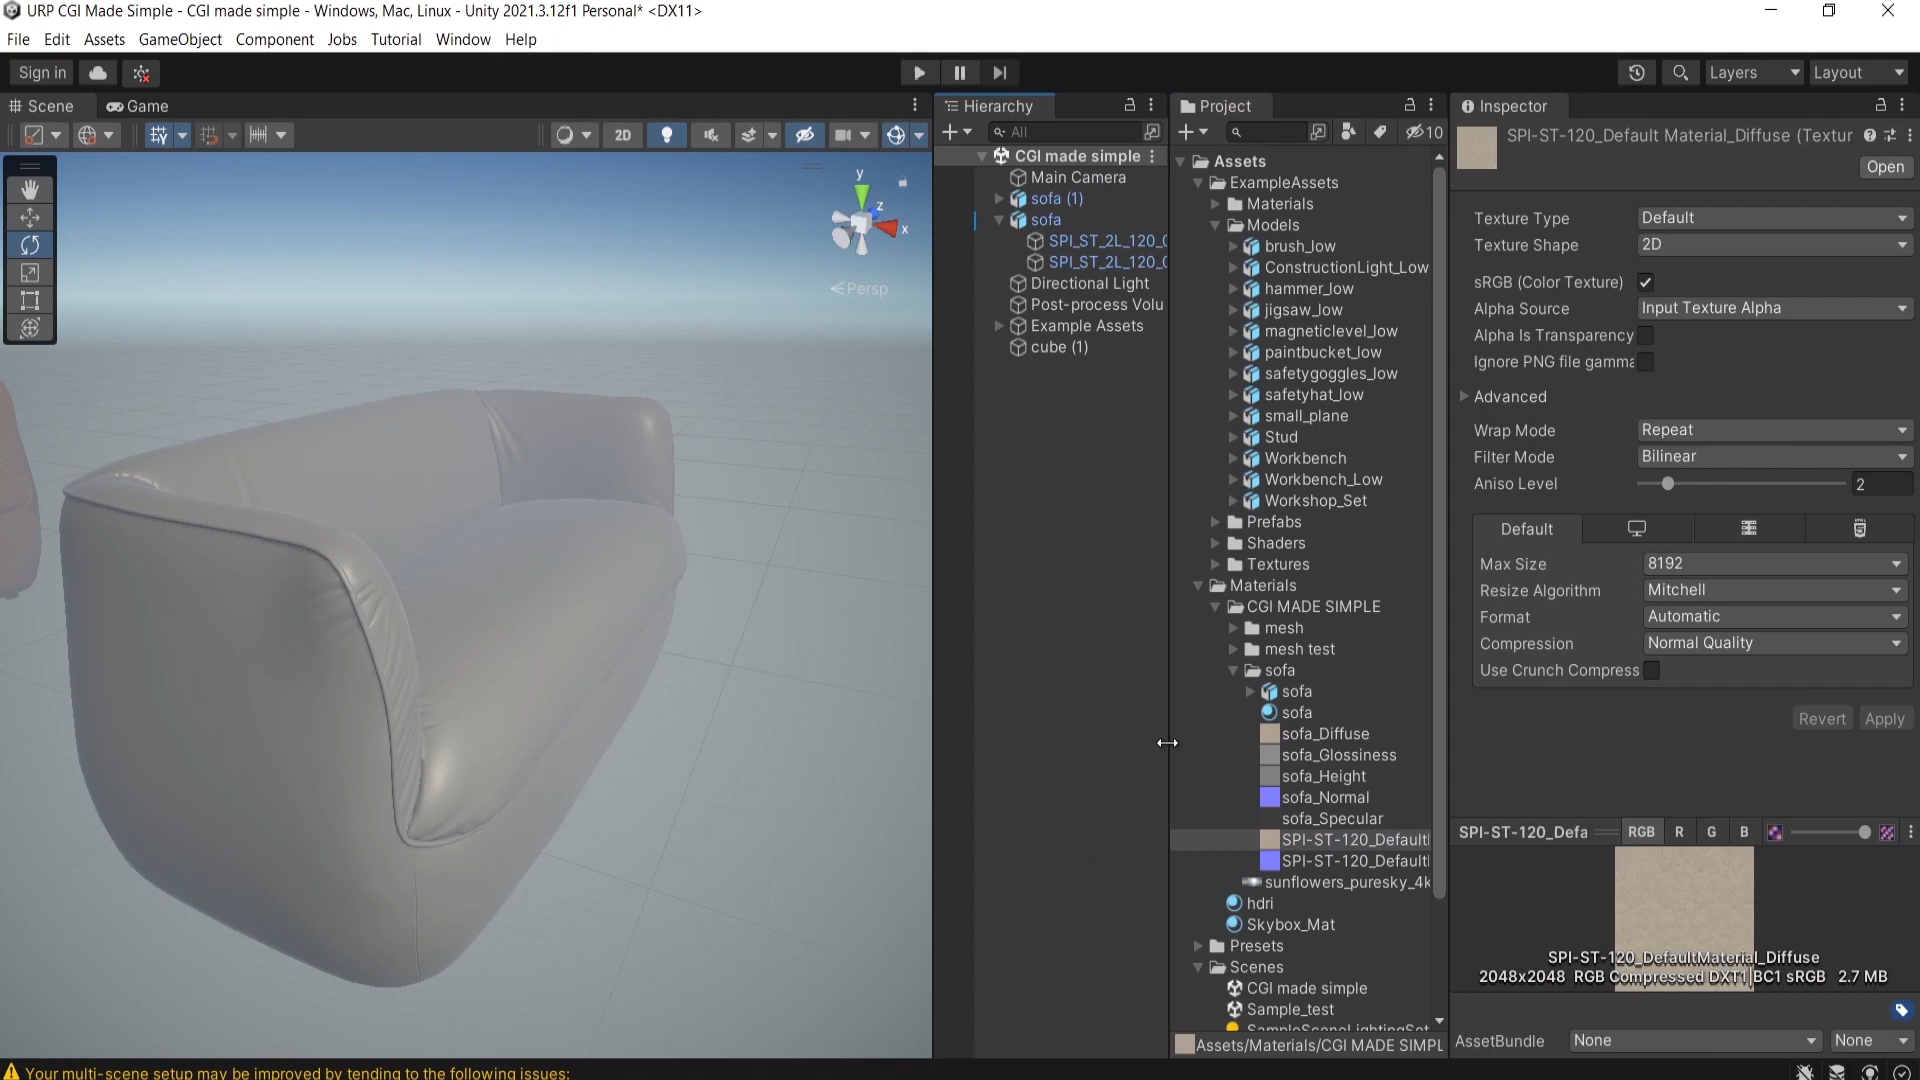 URP CGI Made Simple - CGI made simple - Windows, Mac, Linux - Unity 2021.3.12f1 Personal* <DX11>
File Edit Assets GameObject Component Jobs Tutorial Window Help
Sign in
Layers
Layout
Scene
Game
2D
y
z
x
Persp
Hierarchy
All
CGI made simple
Main Camera
sofa (1)
sofa
SPI_ST_2L_120_0
SPI_ST_2L_120_0
Directional Light
Post-process Volu
Example Assets
cube (1)
Project
10
Assets
ExampleAssets
Materials
Models
brush_low
ConstructionLight_Low
hammer_low
jigsaw_low
magneticlevel_low
paintbucket_low
safetygoggles_low
safetyhat_low
small_plane
Stud
Workbench
Workbench_Low
Workshop_Set
Prefabs
Shaders
Textures
Materials
CGI MADE SIMPLE
mesh
mesh test
sofa
sofa
sofa
sofa_Diffuse
sofa_Glossiness
sofa_Height
sofa_Normal
sofa_Specular
SPI-ST-120_Default
SPI-ST-120_Default
sunflowers_puresky_4k
hdri
Skybox_Mat
Presets
Scenes
CGI made simple
Sample_test
SampleSceneLightingSet
Assets/Materials/CGI MADE SIMPL
Inspector
SPI-ST-120_Default Material_Diffuse (Textur
Open
Texture Type Default
Texture Shape 2D
sRGB (Color Texture)
Alpha Source Input Texture Alpha
Alpha Is Transparency
Ignore PNG file gamma
Advanced
Wrap Mode Repeat
Filter Mode Bilinear
Aniso Level 2
Default
Max Size 8192
Resize Algorithm Mitchell
Format Automatic
Compression Normal Quality
Use Crunch Compress
Revert Apply
SPI-ST-120_Defa RGB R G B
SPI-ST-120_DefaultMaterial_Diffuse
2048x2048 RGB Compressed DXT1|BC1 sRGB 2.7 MB
AssetBundle None None
Your multi-scene setup may be improved by tending to the following issues: